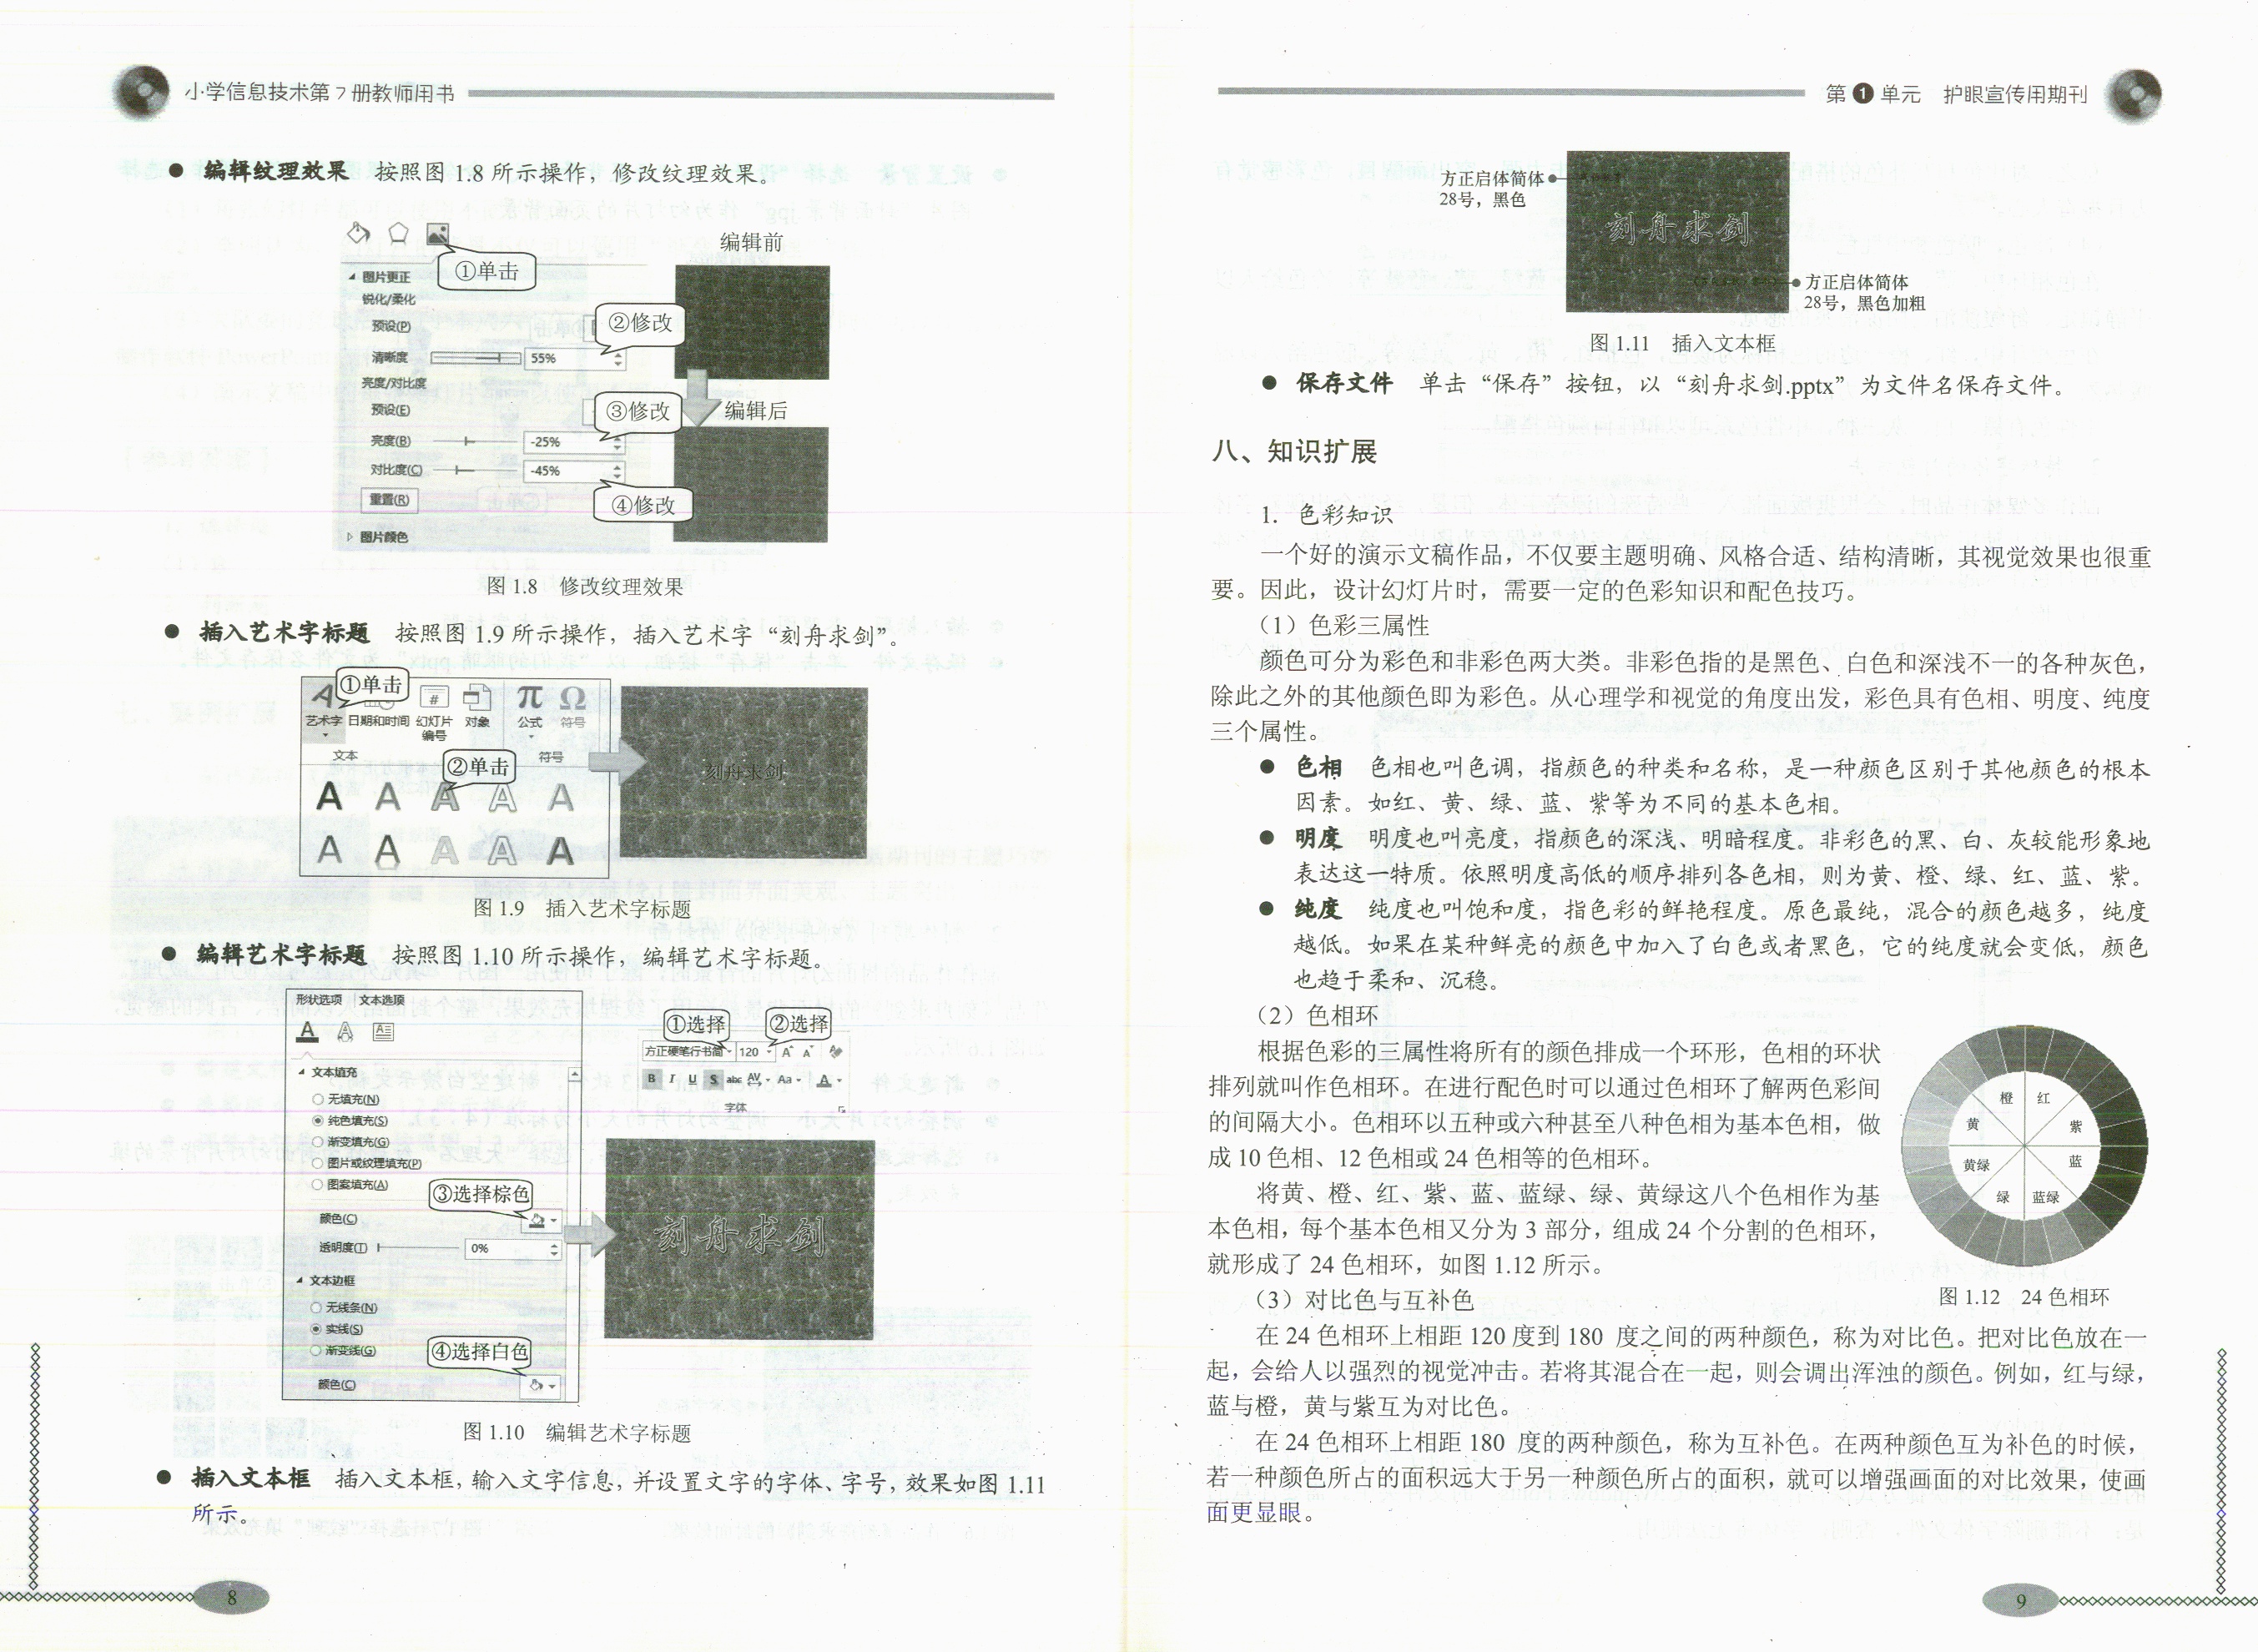 小学信息技术第7册教师用书
● 编辑纹理效果 按照图 1.8 所示操作，修改纹理效果。
①单击
编辑前
图片更正
锐化/柔化
预设(P)
②修改
清晰度 55%
亮度/对比度
预设(E)
③修改
编辑后
亮度(B) -25%
对比度(C) -45%
重置(R)
④修改
图片颜色
图 1.8 修改纹理效果
● 插入艺术字标题 按照图 1.9 所示操作，插入艺术字“刻舟求剑”。
①单击
艺术字 日期和时间 幻灯片编号 对象 公式 符号
文本 符号
②单击
刻舟求剑
A A A A A
A A A A A
图 1.9 插入艺术字标题
● 编辑艺术字标题 按照图 1.10 所示操作，编辑艺术字标题。
形状选项 文本选项
①选择 ②选择
方正硬笔行书简 120
B I U S abc AV Aa A
字体
文本填充
无填充(N)
纯色填充(S)
渐变填充(G)
图片或纹理填充(P)
图案填充(A)
③选择棕色
颜色(C)
透明度(T) 0%
文本边框
无线条(N)
实线(S)
渐变线(G)
④选择白色
颜色(C)
刻舟求剑
图 1.10 编辑艺术字标题
● 插入文本框 插入文本框，输入文字信息，并设置文字的字体、字号，效果如图 1.11
所示。
8
第1单元 护眼宣传用期刊
方正启体简体
28号，黑色
刻舟求剑
方正启体简体
28号，黑色加粗
图 1.11 插入文本框
● 保存文件 单击“保存”按钮，以“刻舟求剑.pptx”为文件名保存文件。
八、知识扩展
1. 色彩知识
一个好的演示文稿作品，不仅要主题明确、风格合适、结构清晰，其视觉效果也很重
要。因此，设计幻灯片时，需要一定的色彩知识和配色技巧。
（1）色彩三属性
颜色可分为彩色和非彩色两大类。非彩色指的是黑色、白色和深浅不一的各种灰色，
除此之外的其他颜色即为彩色。从心理学和视觉的角度出发，彩色具有色相、明度、纯度
三个属性。
● 色相 色相也叫色调，指颜色的种类和名称，是一种颜色区别于其他颜色的根本
因素。如红、黄、绿、蓝、紫等为不同的基本色相。
● 明度 明度也叫亮度，指颜色的深浅、明暗程度。非彩色的黑、白、灰较能形象地
表达这一特质。依照明度高低的顺序排列各色相，则为黄、橙、绿、红、蓝、紫。
● 纯度 纯度也叫饱和度，指色彩的鲜艳程度。原色最纯，混合的颜色越多，纯度
越低。如果在某种鲜亮的颜色中加入了白色或者黑色，它的纯度就会变低，颜色
也趋于柔和、沉稳。
（2）色相环
根据色彩的三属性将所有的颜色排成一个环形，色相的环状
排列就叫作色相环。在进行配色时可以通过色相环了解两色彩间
的间隔大小。色相环以五种或六种甚至八种色相为基本色相，做
成 10 色相、12 色相或 24 色相等的色相环。
将黄、橙、红、紫、蓝、蓝绿、绿、黄绿这八个色相作为基
本色相，每个基本色相又分为 3 部分，组成 24 个分割的色相环，
就形成了 24 色相环，如图 1.12 所示。
橙 红
黄 紫
黄绿 蓝
绿 蓝绿
图 1.12 24 色相环
（3）对比色与互补色
在 24 色相环上相距 120 度到 180 度之间的两种颜色，称为对比色。把对比色放在一
起，会给人以强烈的视觉冲击。若将其混合在一起，则会调出浑浊的颜色。例如，红与绿，
蓝与橙，黄与紫互为对比色。
在 24 色相环上相距 180 度的两种颜色，称为互补色。在两种颜色互为补色的时候，
若一种颜色所占的面积远大于另一种颜色所占的面积，就可以增强画面的对比效果，使画
面更显眼。
9